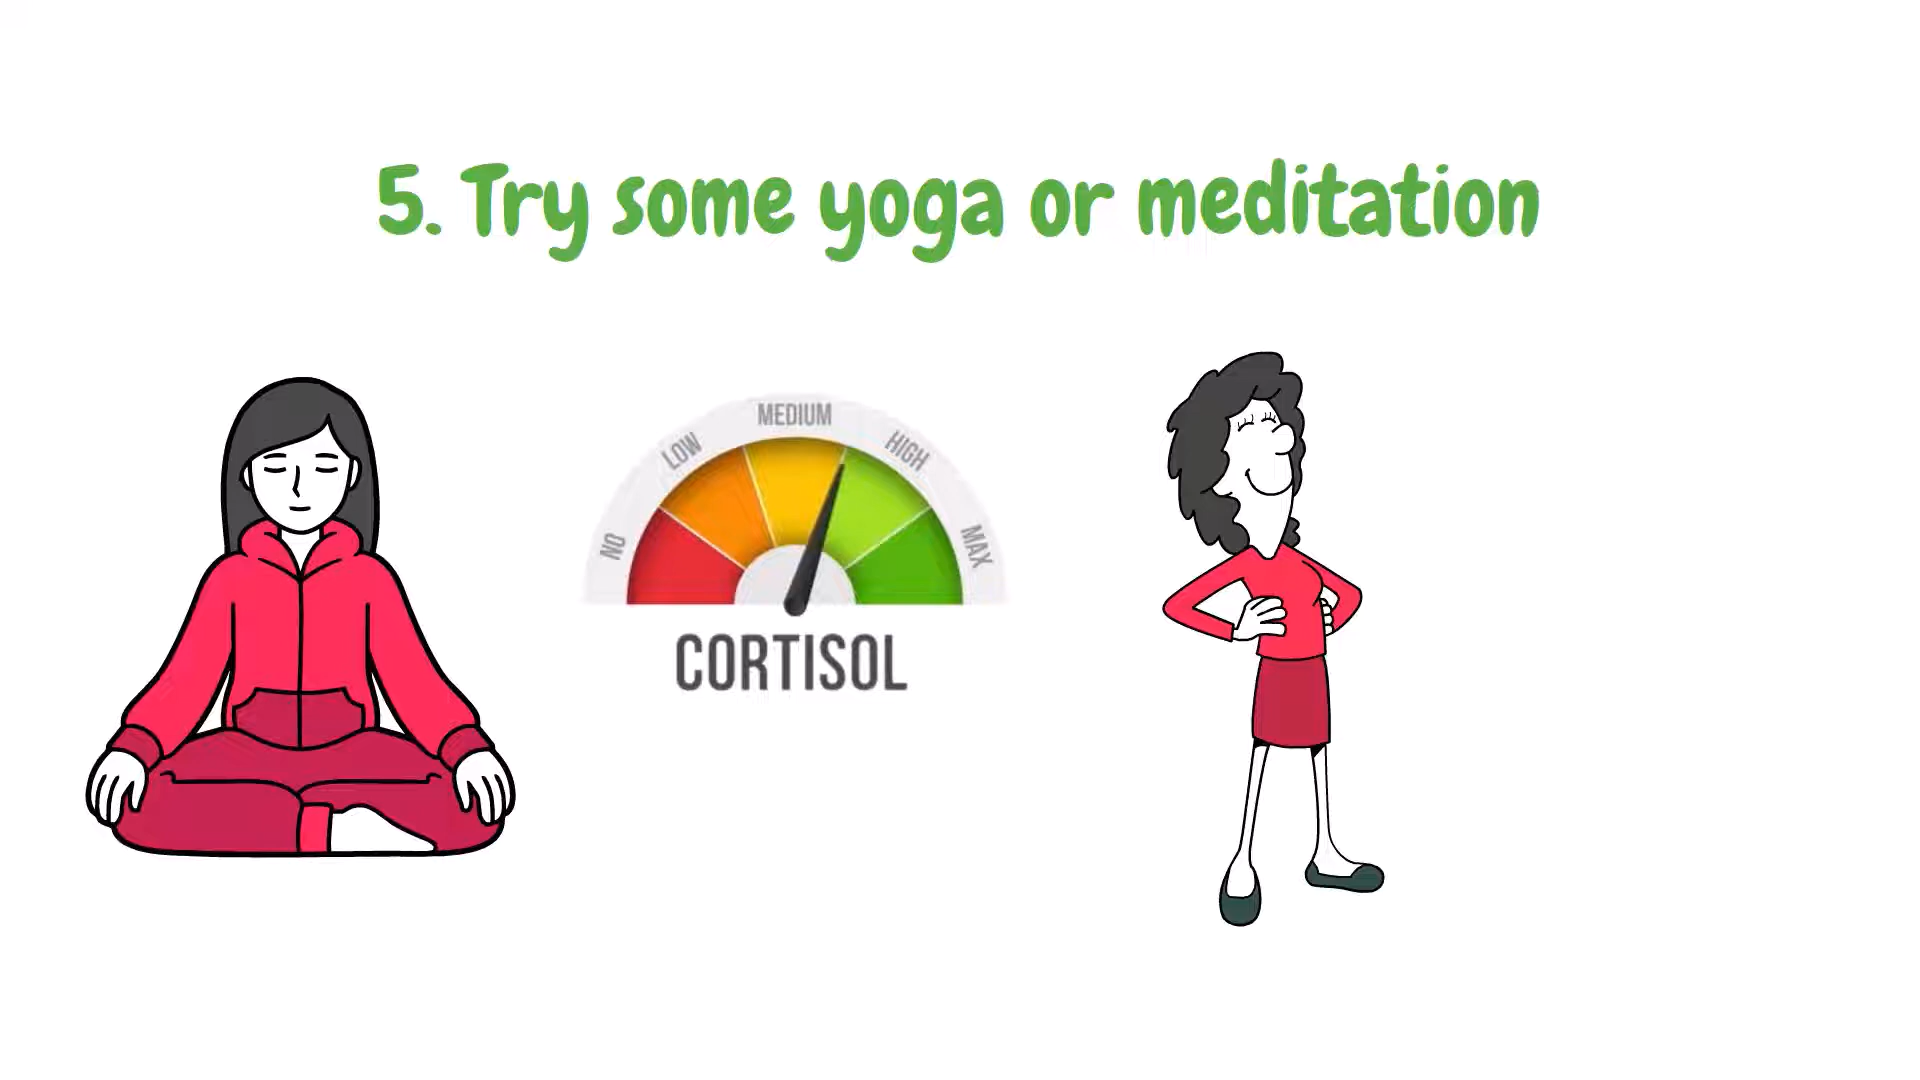 5. Try some yoga or meditation
NO
LOW
MEDIUM
HIGH
MAX
CORTISOL